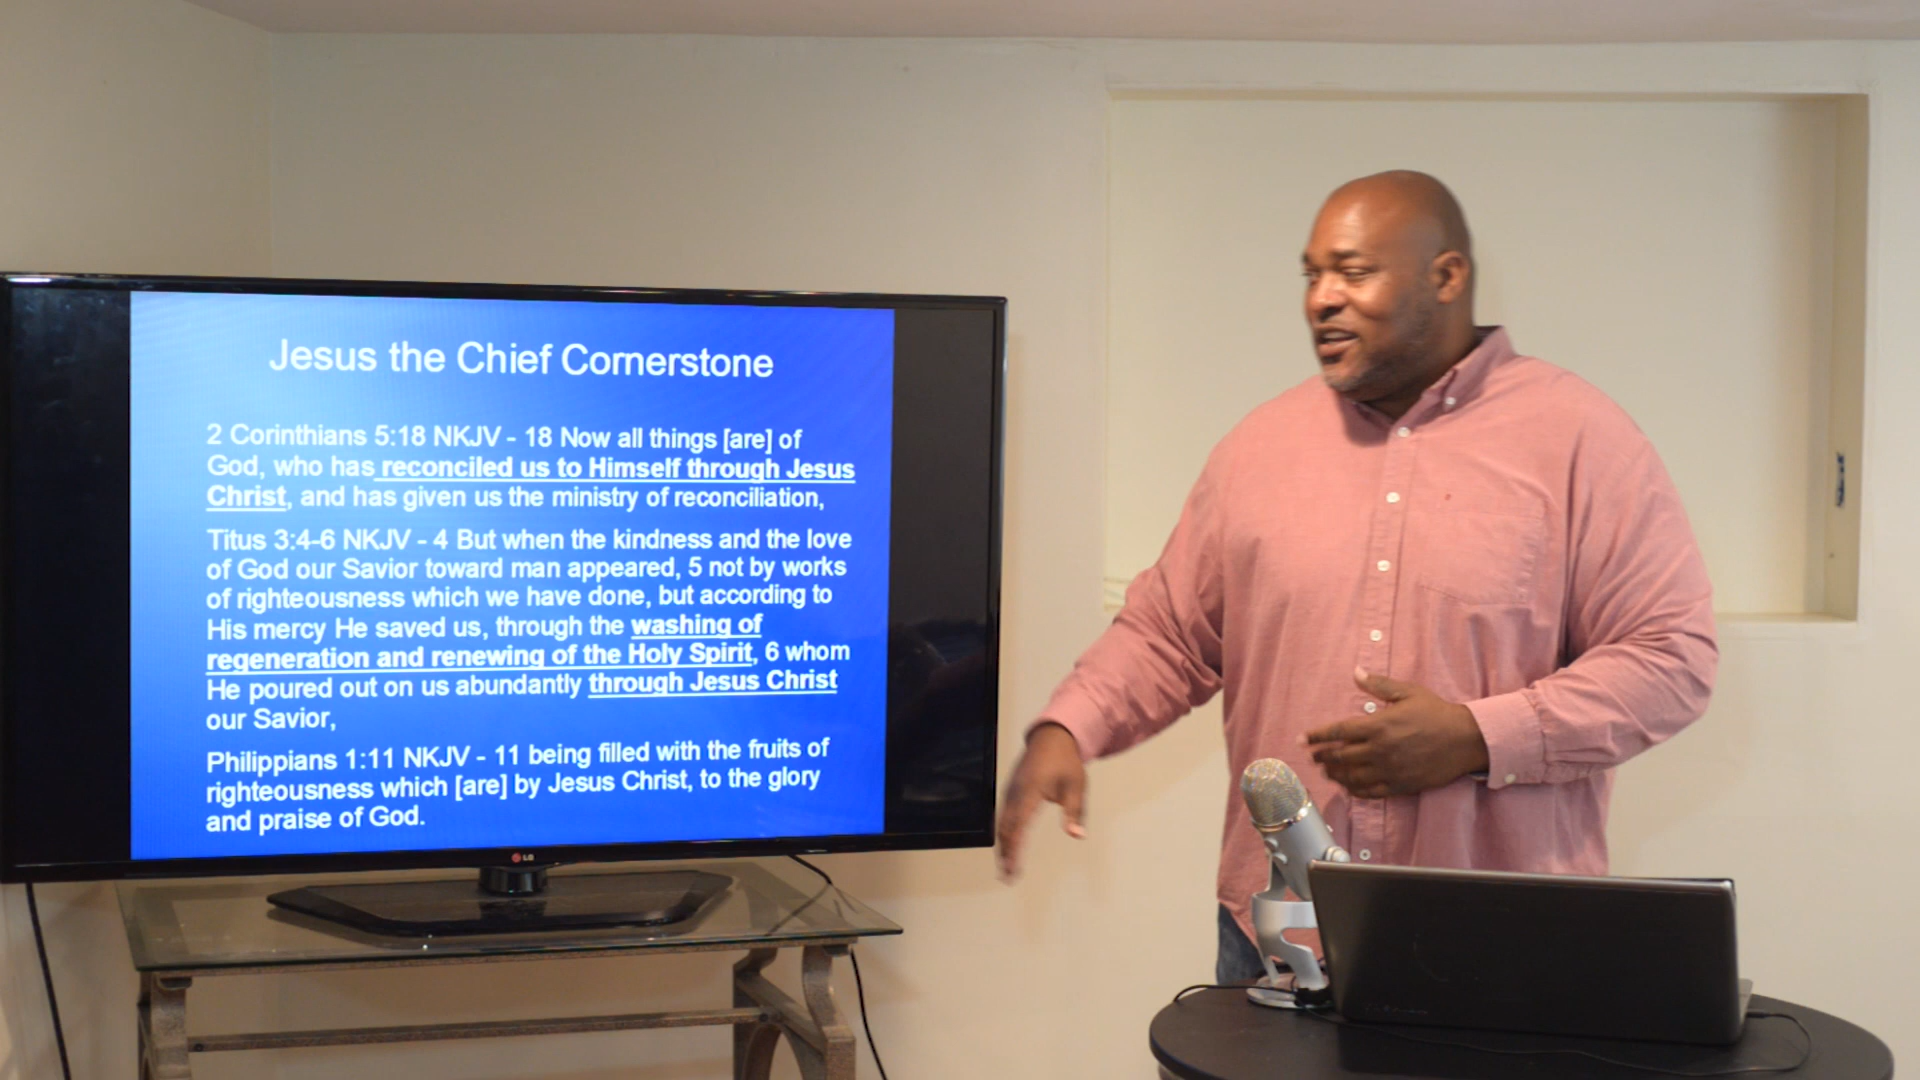 Jesus the Chief Cornerstone
2 Corinthians 5:18 NKJV - 18 Now all things [are] of
God, who has reconciled us to Himself through Jesus
Christ, and has given us the ministry of reconciliation,
Titus 3:4-6 NKJV - 4 But when the kindness and the love
of God our Savior toward man appeared, 5 not by works
of righteousness which we have done, but according to
His mercy He saved us, through the washing of
regeneration and renewing of the Holy Spirit, 6 whom
He poured out on us abundantly through Jesus Christ
our Savior,
Philippians 1:11 NKJV - 11 being filled with the fruits of
righteousness which [are] by Jesus Christ, to the glory
and praise of God.
LG